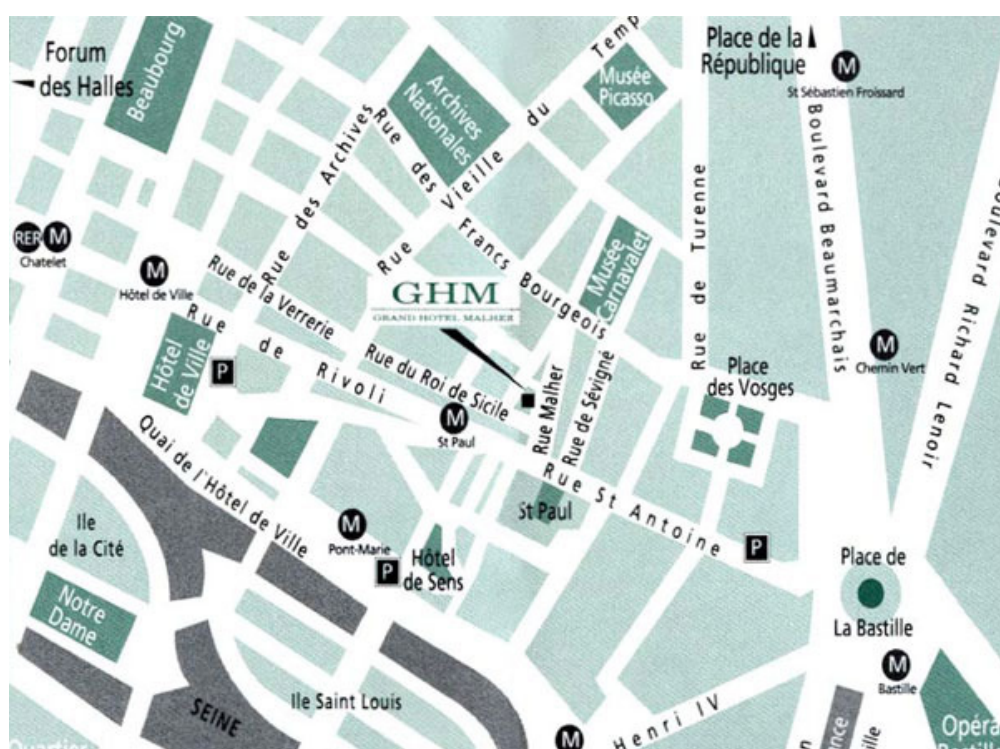 Forum
des Halles
Beaubourg
Archives
Nationales
Musée
Picasso
Place de la
République
M
St Sébastien Froissard
Rue des Archives
Rue des Francs Bourgeois
Rue Vieille du Temp
Rue de Turenne
Boulevard Beaumarchais
oulevard Richard Lenoir
RER M
Chatelet
M
Hôtel de Ville
Rue de la Verrerie
GHM
GRAND HOTEL MALHER
Musée
Carnavalet
Hôtel
de Ville
P
Rue de Rivoli
Rue du Roi de Sicile
M
St Paul
Rue Malher
Rue de Sévigné
Place
des Vosges
M
Chemin Vert
Quai de l'Hôtel de Ville
Rue St Antoine
St Paul
P
Ile
de la Cité
M
Pont-Marie
P
Hôtel
de Sens
Place de
La Bastille
Notre
Dame
SEINE
Ile Saint Louis
M
Henri IV
M
Bastille
Opéra